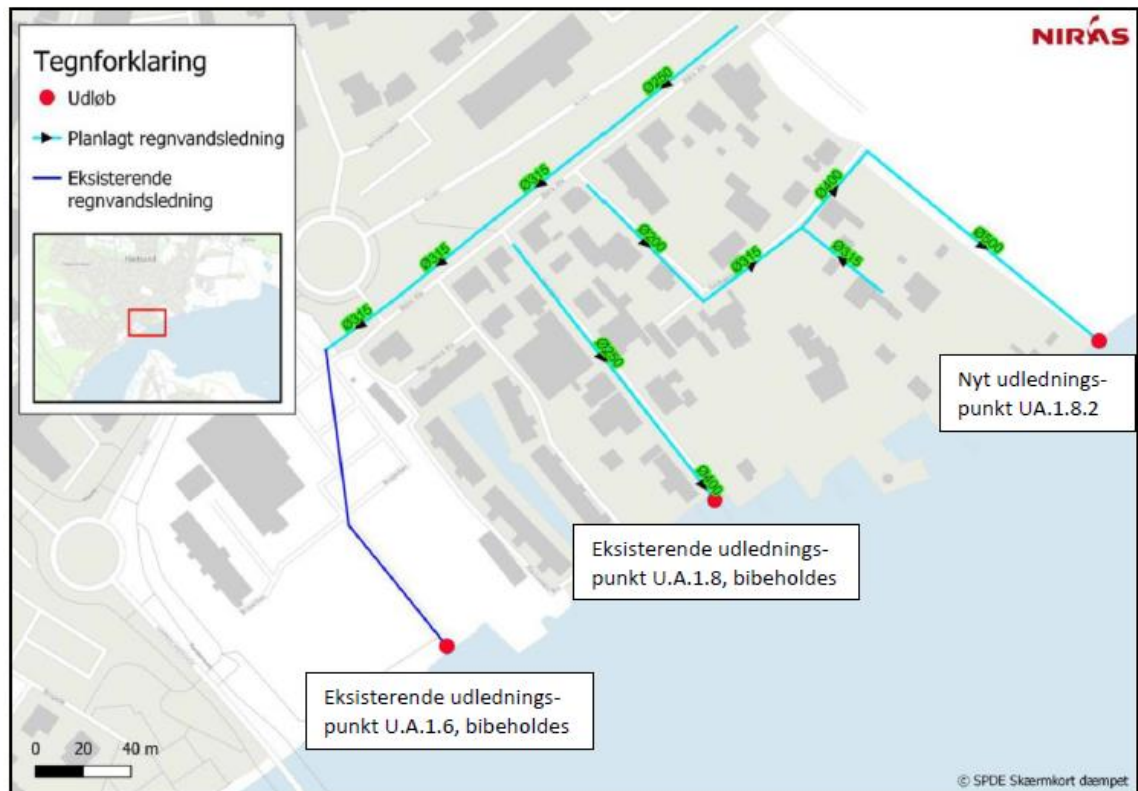 Tegnforklaring
Udløb
Planlagt regnvandsledning
Eksisterende
regnvandsledning
NIRAS
Ø250
Ø315
Ø315
Ø315
Ø200
Ø315
Ø400
Ø315
Ø500
Ø250
Ø400
Nyt udlednings-
punkt UA.1.8.2
Eksisterende udlednings-
punkt U.A.1.8, bibeholdes
Eksisterende udlednings-
punkt U.A.1.6, bibeholdes
0 20 40 m
© SPDE Skærmkort dæmpet